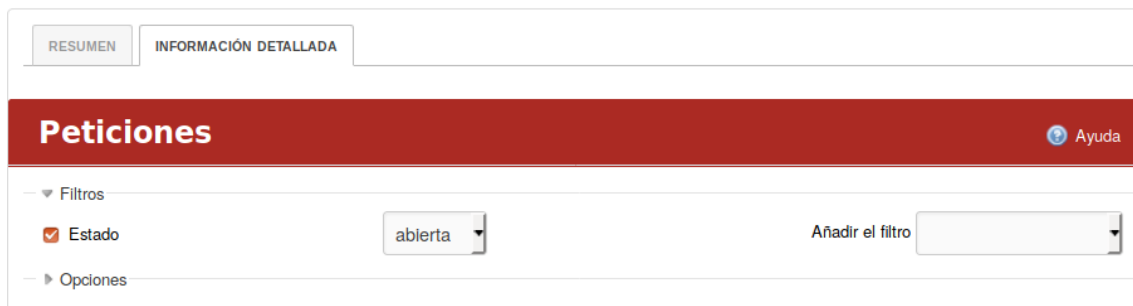 RESUMEN
INFORMACIÓN DETALLADA
Peticiones
Ayuda
Filtros
Estado
abierta
Añadir el filtro
Opciones